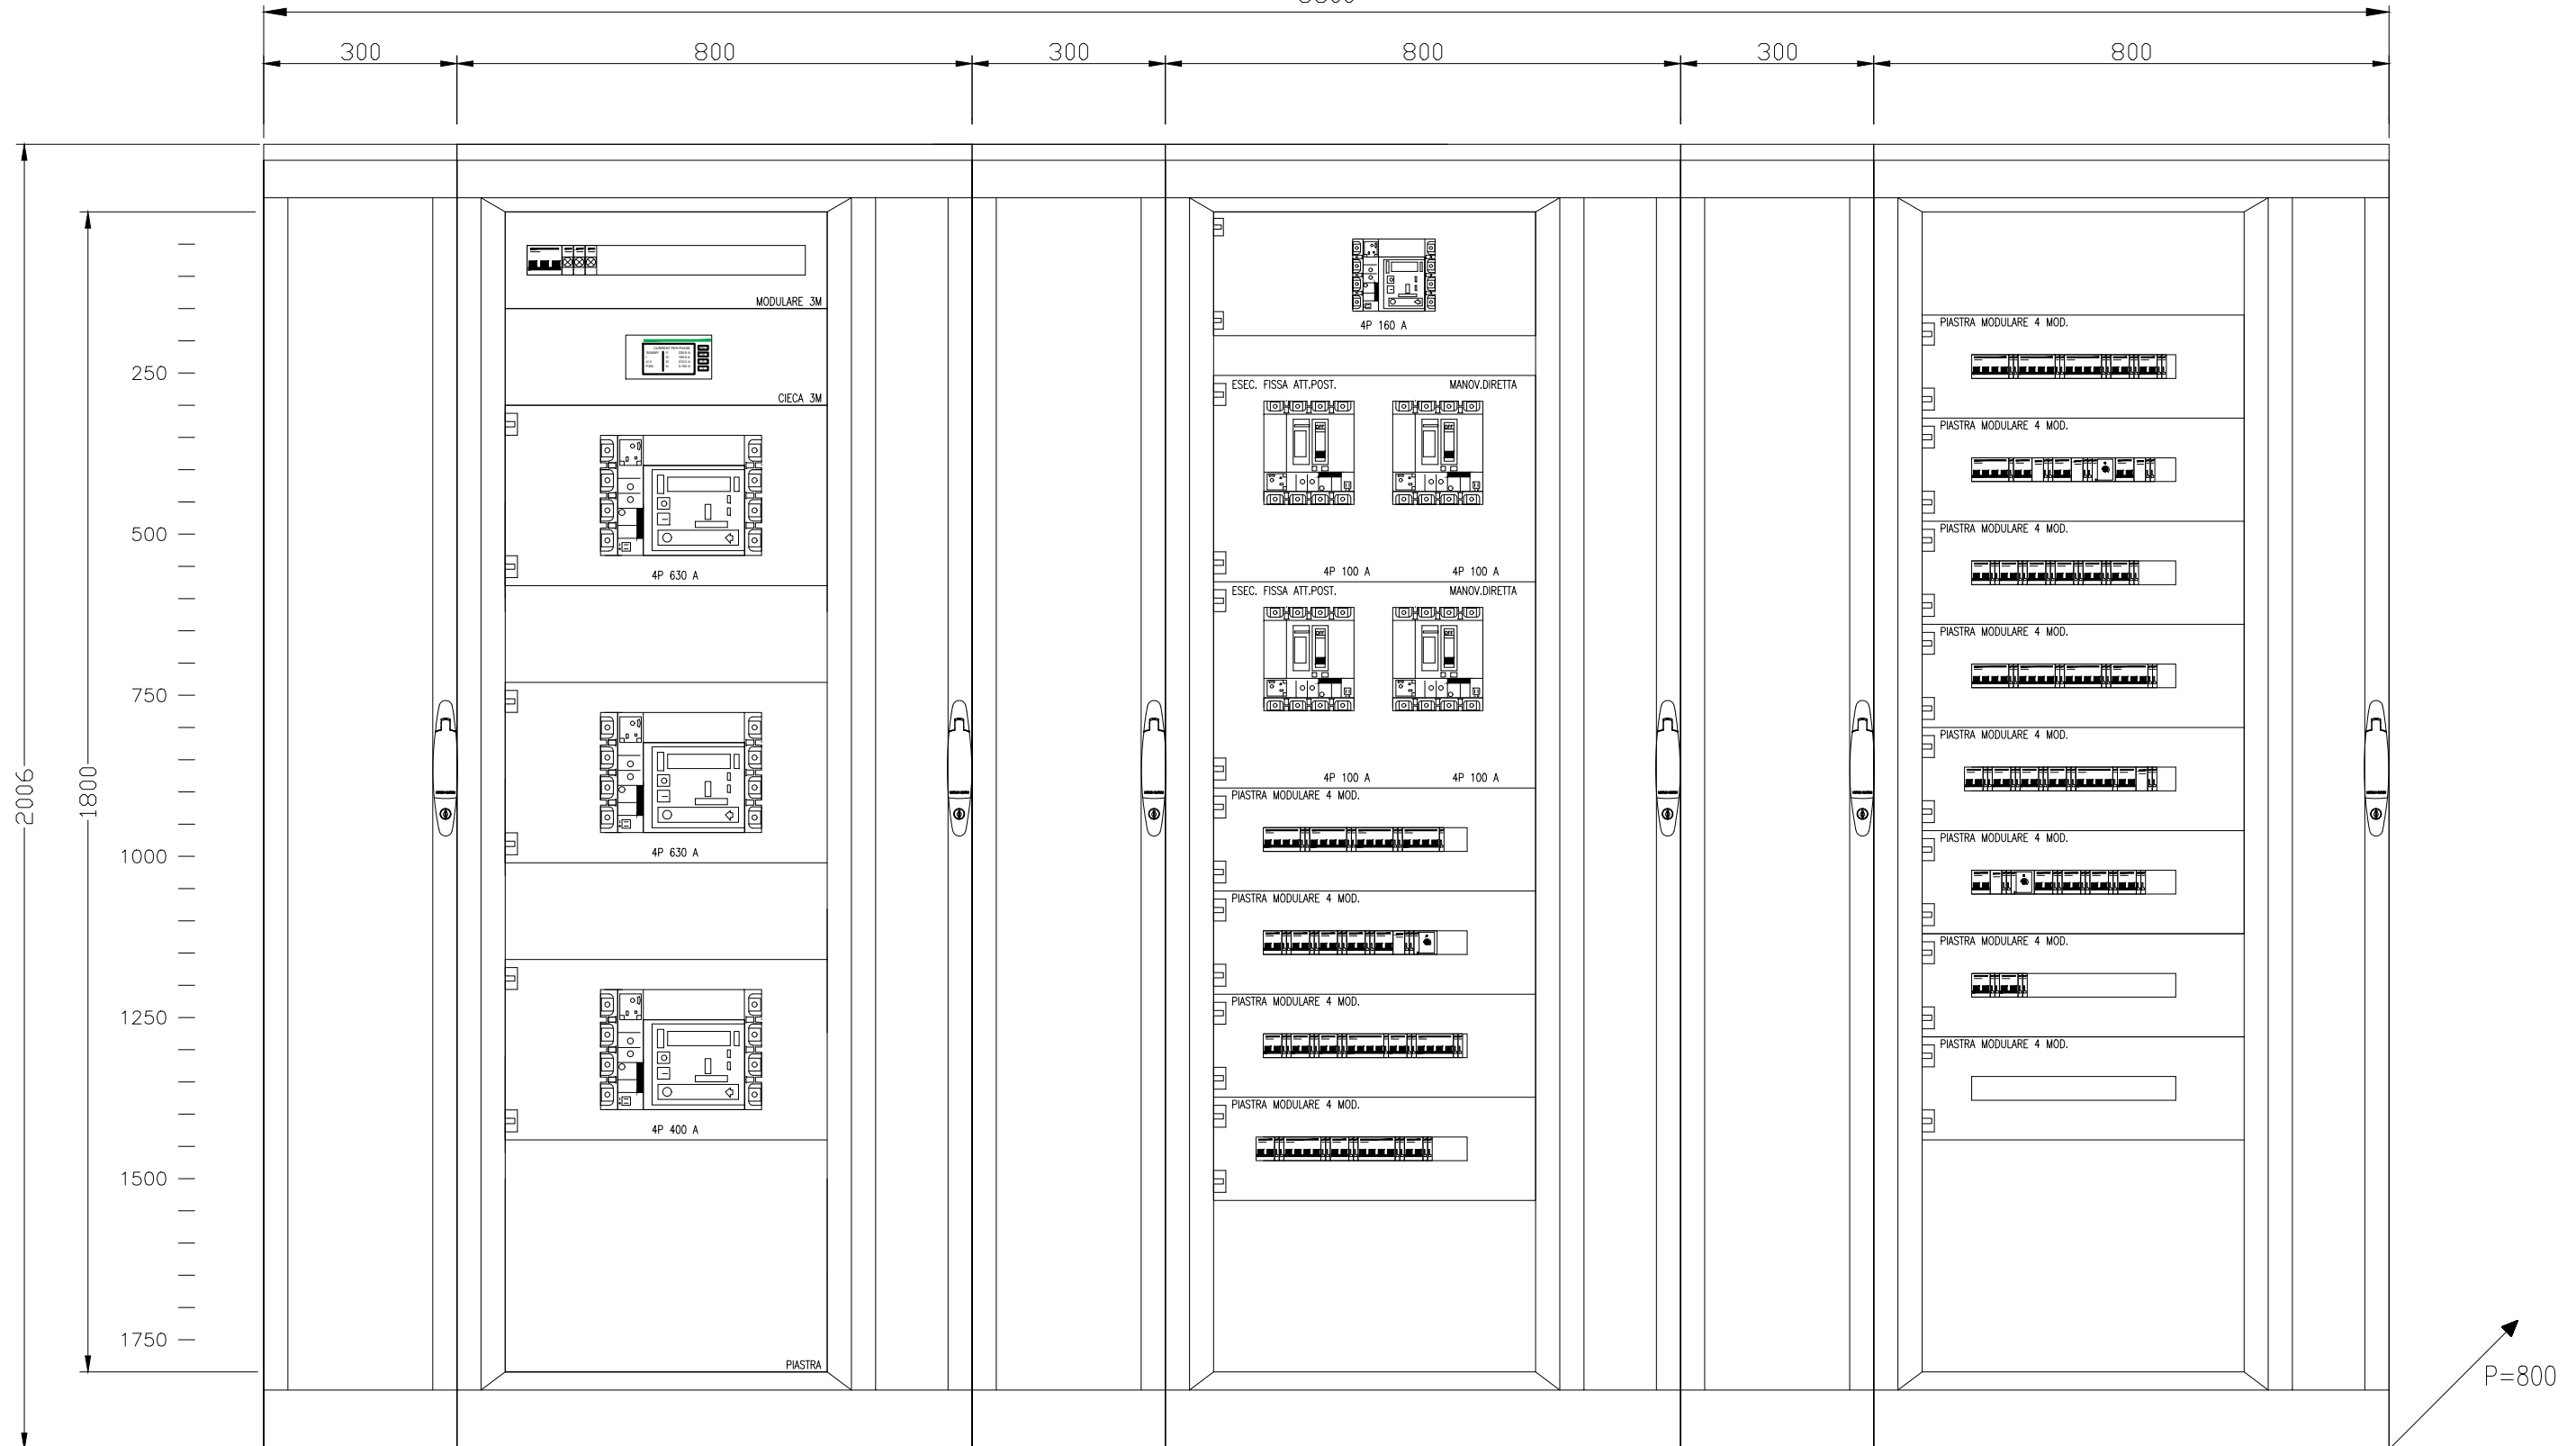 300 800 300 800 300 800
2006
1800
250
500
750
1000
1250
1500
1750
MODULARE 3M
CIECA 3M
4P 630 A
4P 630 A
4P 400 A
PIASTRA
4P 160 A
ESEC. FISSA ATT.POST. MANOV.DIRETTA
4P 100 A 4P 100 A
ESEC. FISSA ATT.POST. MANOV.DIRETTA
4P 100 A 4P 100 A
PIASTRA MODULARE 4 MOD.
PIASTRA MODULARE 4 MOD.
PIASTRA MODULARE 4 MOD.
PIASTRA MODULARE 4 MOD.
PIASTRA MODULARE 4 MOD.
PIASTRA MODULARE 4 MOD.
PIASTRA MODULARE 4 MOD.
PIASTRA MODULARE 4 MOD.
PIASTRA MODULARE 4 MOD.
PIASTRA MODULARE 4 MOD.
PIASTRA MODULARE 4 MOD.
PIASTRA MODULARE 4 MOD.
P=800